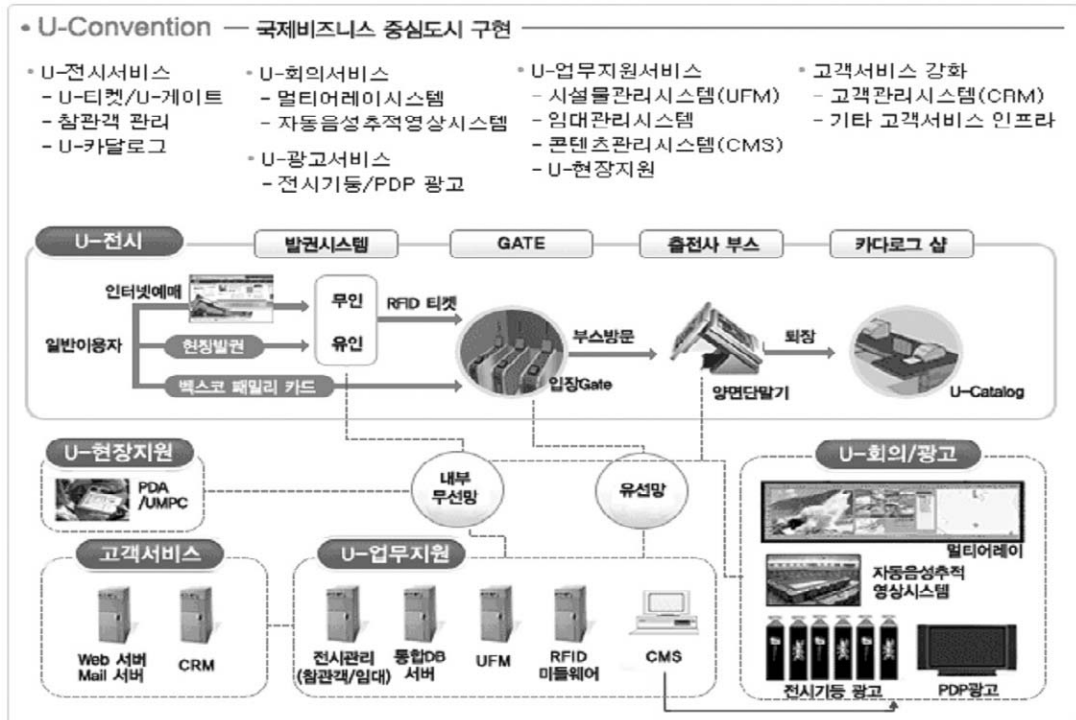 • U-Convention — 국제비즈니스 중심도시 구현
• U-전시서비스
- U-티켓/U-게이트
- 참관객 관리
- U-카달로그
• U-회의서비스
- 멀티어레이시스템
- 자동음성추적영상시스템
• U-광고서비스
- 전시기둥/PDP 광고
• U-업무지원서비스
- 시설물관리시스템(UFM)
- 임대관리시스템
- 콘텐츠관리시스템(CMS)
- U-현장지원
• 고객서비스 강화
- 고객관리시스템(CRM)
- 기타 고객서비스 인프라
U-전시
발권시스템
GATE
출전사 부스
카다로그 샵
인터넷예매
일반이용자
현장발권
벡스코 패밀리 카드
무인
유인
RFID 티켓
입장Gate
부스방문
양면단말기
퇴장
U-Catalog
U-현장지원
PDA
/UMPC
내부
무선망
유선망
U-회의/광고
멀티어레이
자동음성추적
영상시스템
전시기둥 광고
PDP광고
고객서비스
Web 서버
Mail 서버
CRM
U-업무지원
전시관리
(참관객/임대)
통합DB
서버
UFM
RFID
미들웨어
CMS